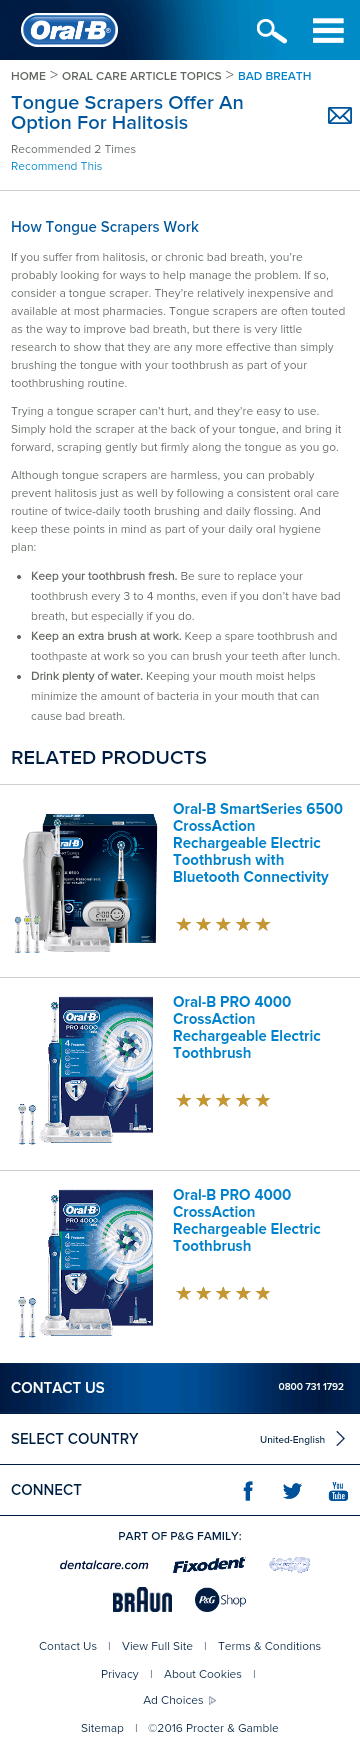 Oral-B
HOME > ORAL CARE ARTICLE TOPICS > BAD BREATH
Tongue Scrapers Offer An
Option For Halitosis
Recommended 2 Times
Recommend This
How Tongue Scrapers Work
If you suffer from halitosis, or chronic bad breath, you're
probably looking for ways to help manage the problem. If so,
consider a tongue scraper. They're relatively inexpensive and
available at most pharmacies. Tongue scrapers are often touted
as the way to improve bad breath, but there is very little
research to show that they are any more effective than simply
brushing the tongue with your toothbrush as part of your
toothbrushing routine.
Trying a tongue scraper can't hurt, and they're easy to use.
Simply hold the scraper at the back of your tongue, and bring it
forward, scraping gently but firmly along the tongue as you go.
Although tongue scrapers are harmless, you can probably
prevent halitosis just as well by following a consistent oral care
routine of twice-daily tooth brushing and daily flossing. And
keep these points in mind as part of your daily oral hygiene
plan:
• Keep your toothbrush fresh. Be sure to replace your
toothbrush every 3 to 4 months, even if you don't have bad
breath, but especially if you do.
• Keep an extra brush at work. Keep a spare toothbrush and
toothpaste at work so you can brush your teeth after lunch.
• Drink plenty of water. Keeping your mouth moist helps
minimize the amount of bacteria in your mouth that can
cause bad breath.
RELATED PRODUCTS
Oral-B SmartSeries 6500
CrossAction
Rechargeable Electric
Toothbrush with
Bluetooth Connectivity
Oral-B
Oral-B PRO 4000
CrossAction
Rechargeable Electric
Toothbrush
Oral-B
PRO 4000
#1
Oral-B PRO 4000
CrossAction
Rechargeable Electric
Toothbrush
Oral-B
PRO 4000
#1
CONTACT US 0800 731 1792
SELECT COUNTRY United-English
CONNECT You Tube
PART OF P&G FAMILY:
dentalcare.com Fixodent
BRAUN P&G Shop
Contact Us | View Full Site | Terms & Conditions
Privacy | About Cookies |
Ad Choices
Sitemap | ©2016 Procter & Gamble